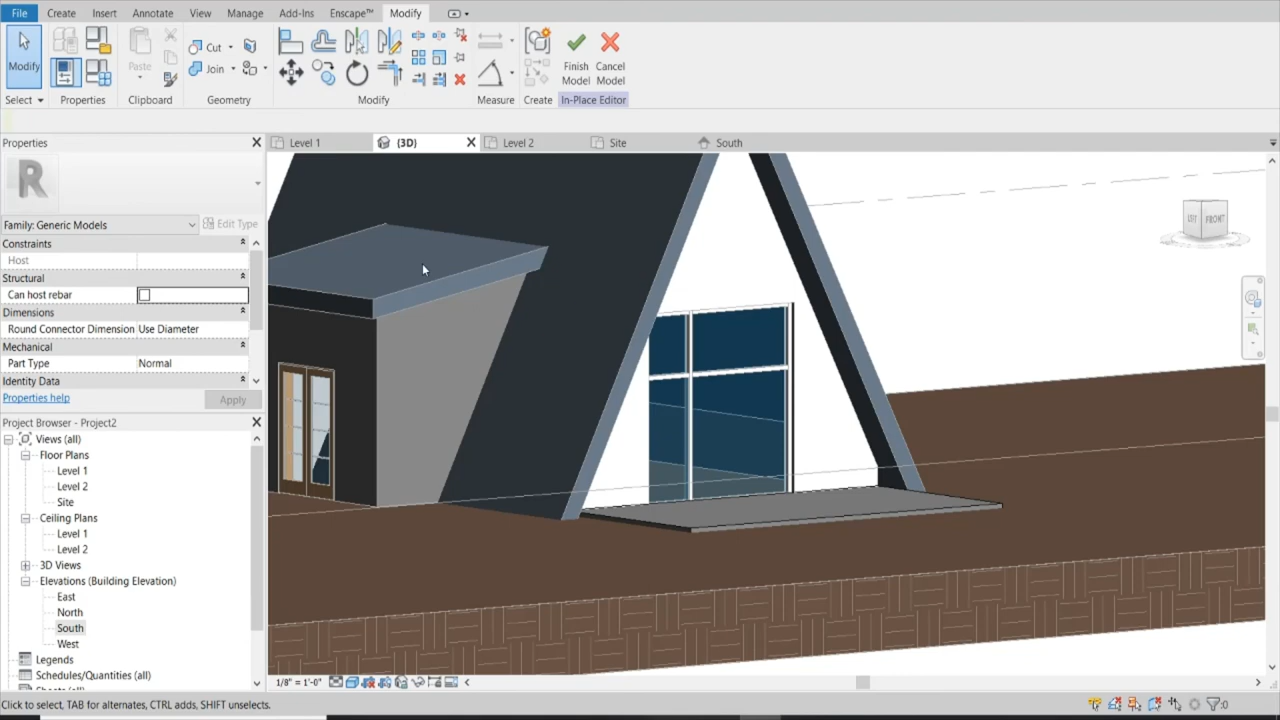 File Create Insert Annotate View Manage Add-Ins Enscape™ Modify
Modify
Paste
Cut
Join
Finish Model
Cancel Model
Select Properties Clipboard Geometry Modify Measure Create In-Place Editor
Properties
Level 1 {3D} Level 2 Site South
R
Family: Generic Models Edit Type
Constraints
Host
Structural
Can host rebar
Dimensions
Round Connector Dimension Use Diameter
Mechanical
Part Type Normal
Identity Data
Properties help Apply
Project Browser - Project2
Views (all)
Floor Plans
Level 1
Level 2
Site
Ceiling Plans
Level 1
Level 2
3D Views
Elevations (Building Elevation)
East
North
South
West
Legends
Schedules/Quantities (all)
FRONT
1/8" = 1'-0"
Click to select, TAB for alternates, CTRL adds, SHIFT unselects. :0